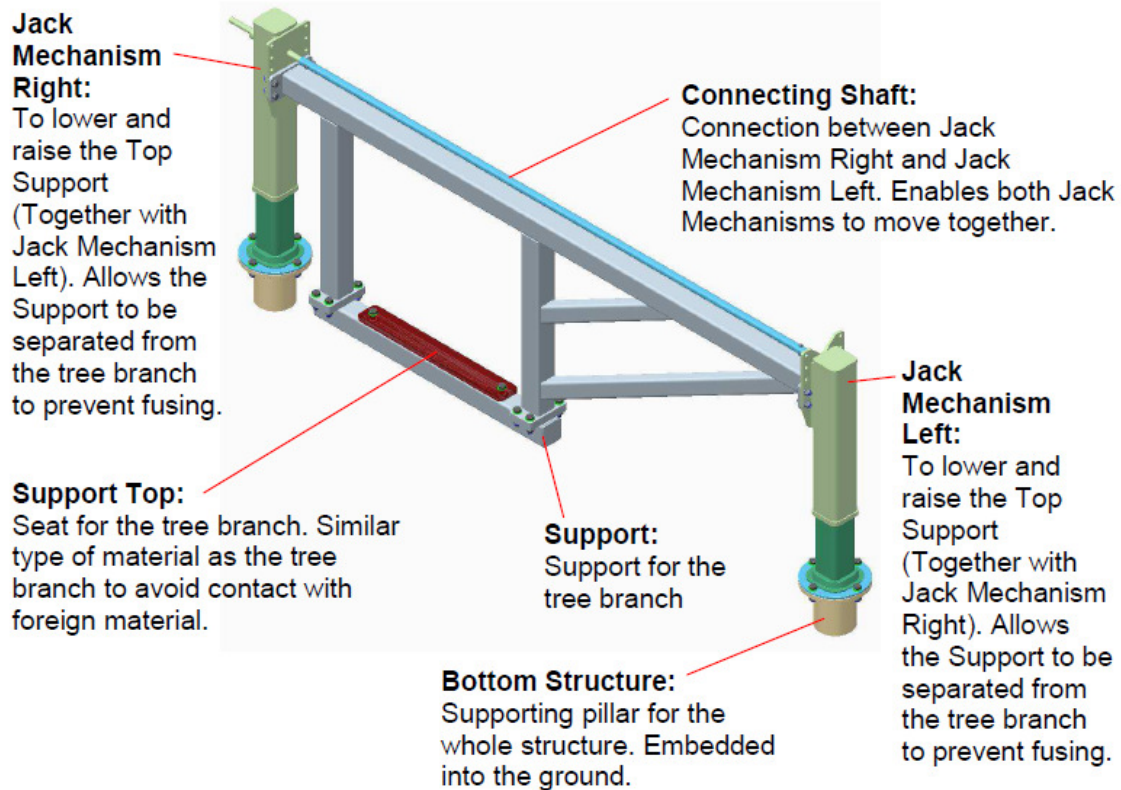 Jack
Mechanism
Right:
To lower and
raise the Top
Support
(Together with
Jack Mechanism
Left). Allows the
Support to be
separated from
the tree branch
to prevent fusing.
Connecting Shaft:
Connection between Jack
Mechanism Right and Jack
Mechanism Left. Enables both Jack
Mechanisms to move together.
Support Top:
Seat for the tree branch. Similar
type of material as the tree
branch to avoid contact with
foreign material.
Support:
Support for the
tree branch
Jack
Mechanism
Left:
To lower and
raise the Top
Support
(Together with
Jack Mechanism
Right). Allows
the Support to be
separated from
the tree branch
to prevent fusing.
Bottom Structure:
Supporting pillar for the
whole structure. Embedded
into the ground.